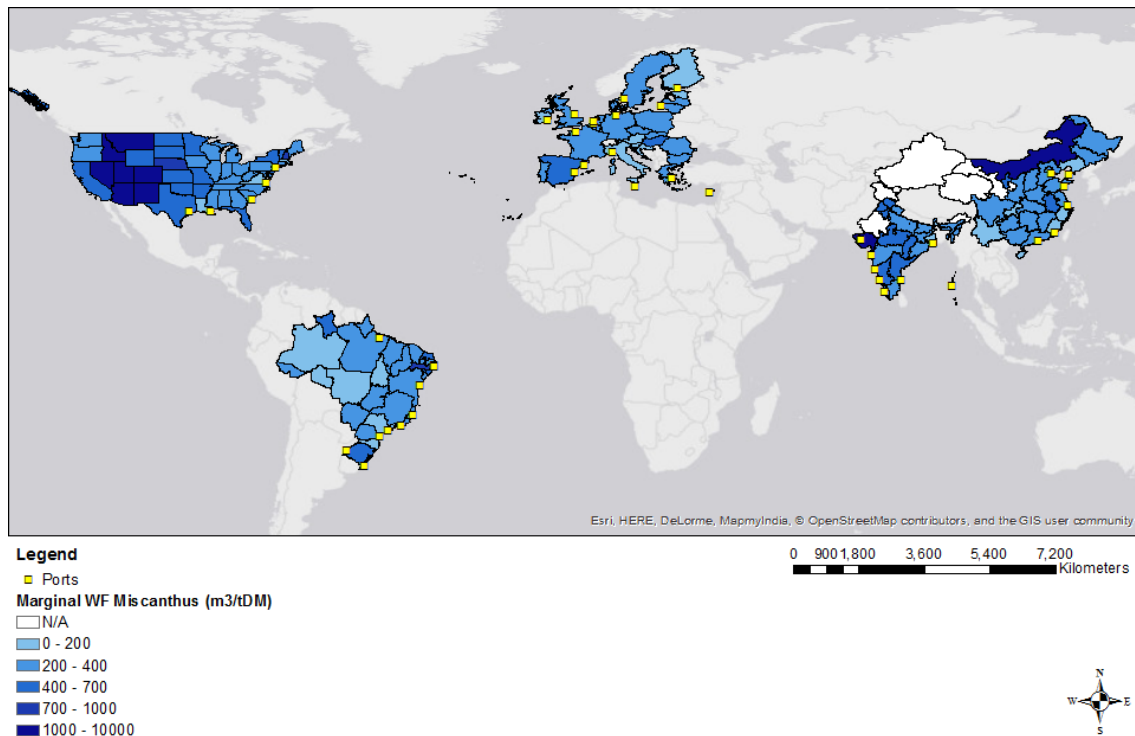 Esri, HERE, DeLorme, MapmyIndia, © OpenStreetMap contributors, and the GIS user community
Legend
Ports
Marginal WF Miscanthus (m3/tDM)
N/A
0 - 200
200 - 400
400 - 700
700 - 1000
1000 - 10000
0 900 1,800 3,600 5,400 7,200
Kilometers
N
W E
S